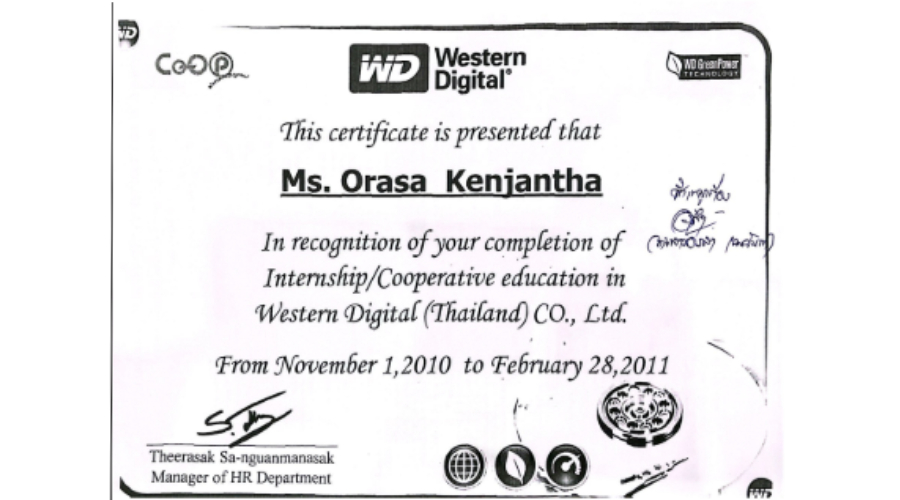 WD
CoOp
WD Western Digital®
WD GreenPower
TECHNOLOGY
This certificate is presented that
Ms. Orasa Kenjantha
In recognition of your completion of
Internship/Cooperative education in
Western Digital (Thailand) CO., Ltd.
From November 1,2010 to February 28,2011
Theerasak Sa-nguanmanasak
Manager of HR Department
WD